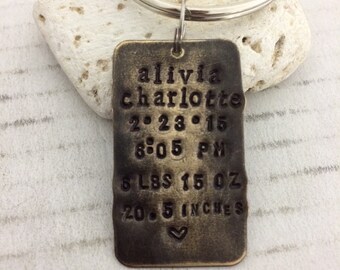 alivia
charlotte
2•23•15
8:05 PM
8 LBS 15 OZ
20.5 INCHES